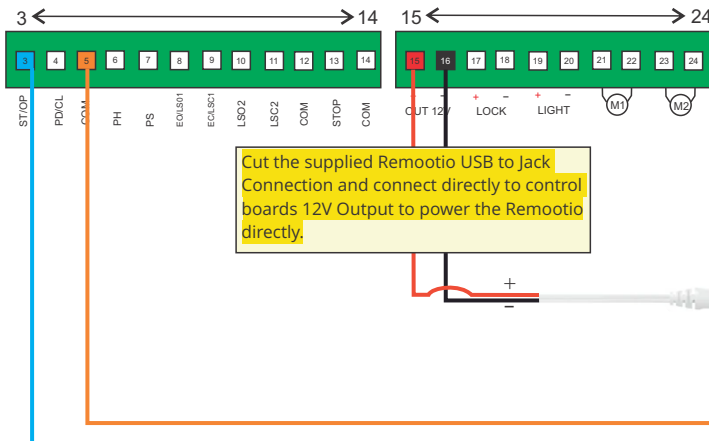 3 14 15 24
3 4 5 6 7 8 9 10 11 12 13 14 15 16 17 18 19 20 21 22 23 24
ST/OP PD/CL COM PH PS EO/LS01 EC/LSC1 LSO2 LSC2 COM STOP COM
+ - + - + -
OUT 12V LOCK LIGHT M1 M2
Cut the supplied Remootio USB to Jack
Connection and connect directly to control
boards 12V Output to power the Remootio
directly.
+
-